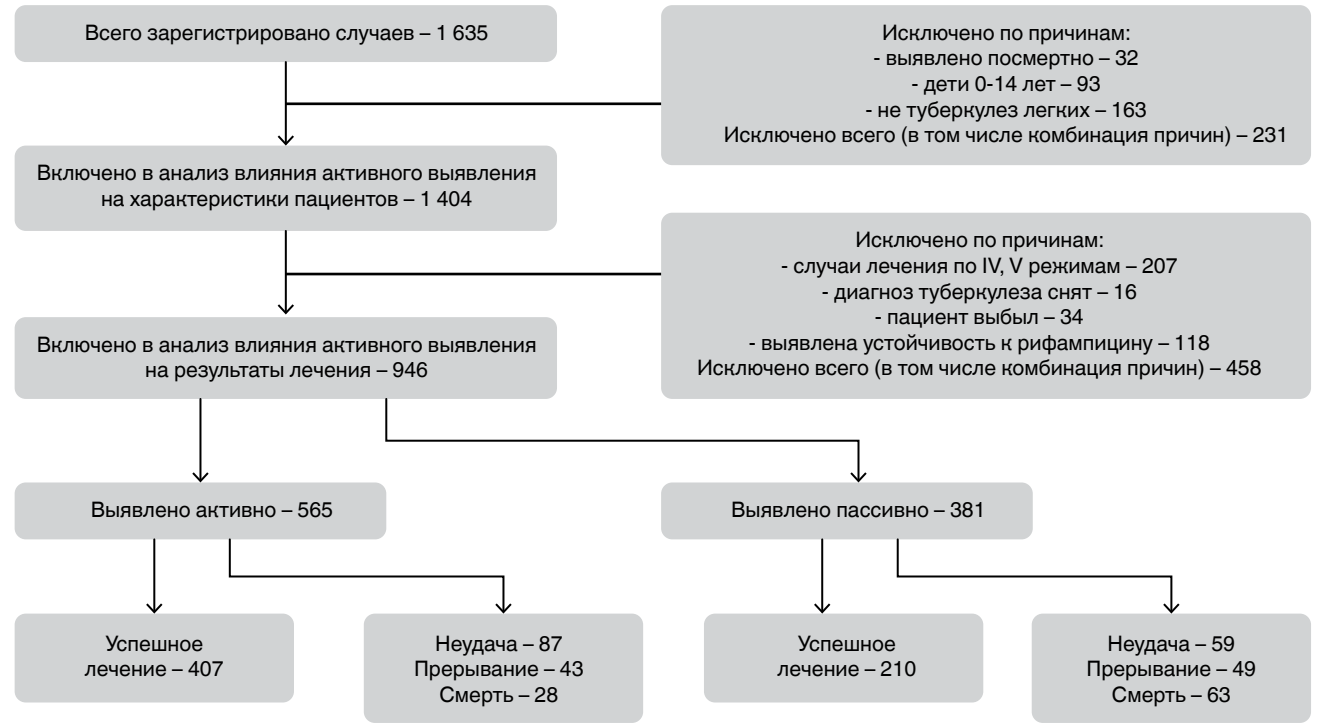 Всего зарегистрировано случаев – 1 635
Исключено по причинам:
- выявлено посмертно – 32
- дети 0-14 лет – 93
- не туберкулез легких – 163
Исключено всего (в том числе комбинация причин) – 231
Включено в анализ влияния активного выявления
на характеристики пациентов – 1 404
Исключено по причинам:
- случаи лечения по IV, V режимам – 207
- диагноз туберкулеза снят – 16
- пациент выбыл – 34
- выявлена устойчивость к рифампицину – 118
Исключено всего (в том числе комбинация причин) – 458
Включено в анализ влияния активного выявления
на результаты лечения – 946
Выявлено активно – 565
Выявлено пассивно – 381
Успешное
лечение – 407
Неудача – 87
Прерывание – 43
Смерть – 28
Успешное
лечение – 210
Неудача – 59
Прерывание – 49
Смерть – 63